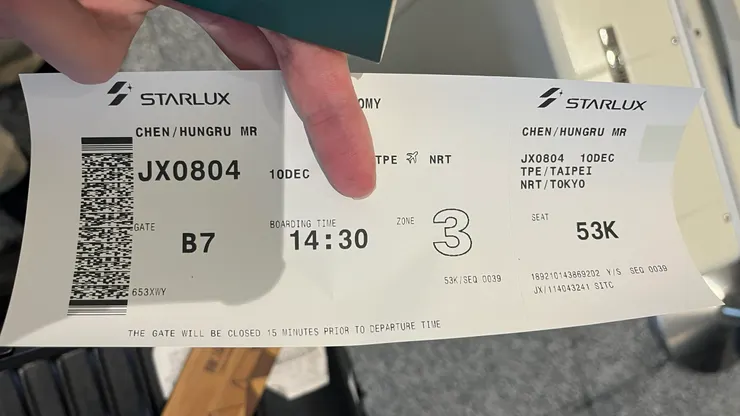 STARLUX
CHEN/HUNGRU MR
JX0804 10DEC
TPE NRT
GATE
B7
BOARDING TIME
14:30
ZONE
3
53K/SEQ 0039
653XWY
THE GATE WILL BE CLOSED 15 MINUTES PRIOR TO DEPARTURE TIME
STARLUX
CHEN/HUNGRU MR
JX0804 10DEC
TPE/TAIPEI
NRT/TOKYO
SEAT
53K
189210143869202 Y/S SEQ 0039
JX/114043241 SITC